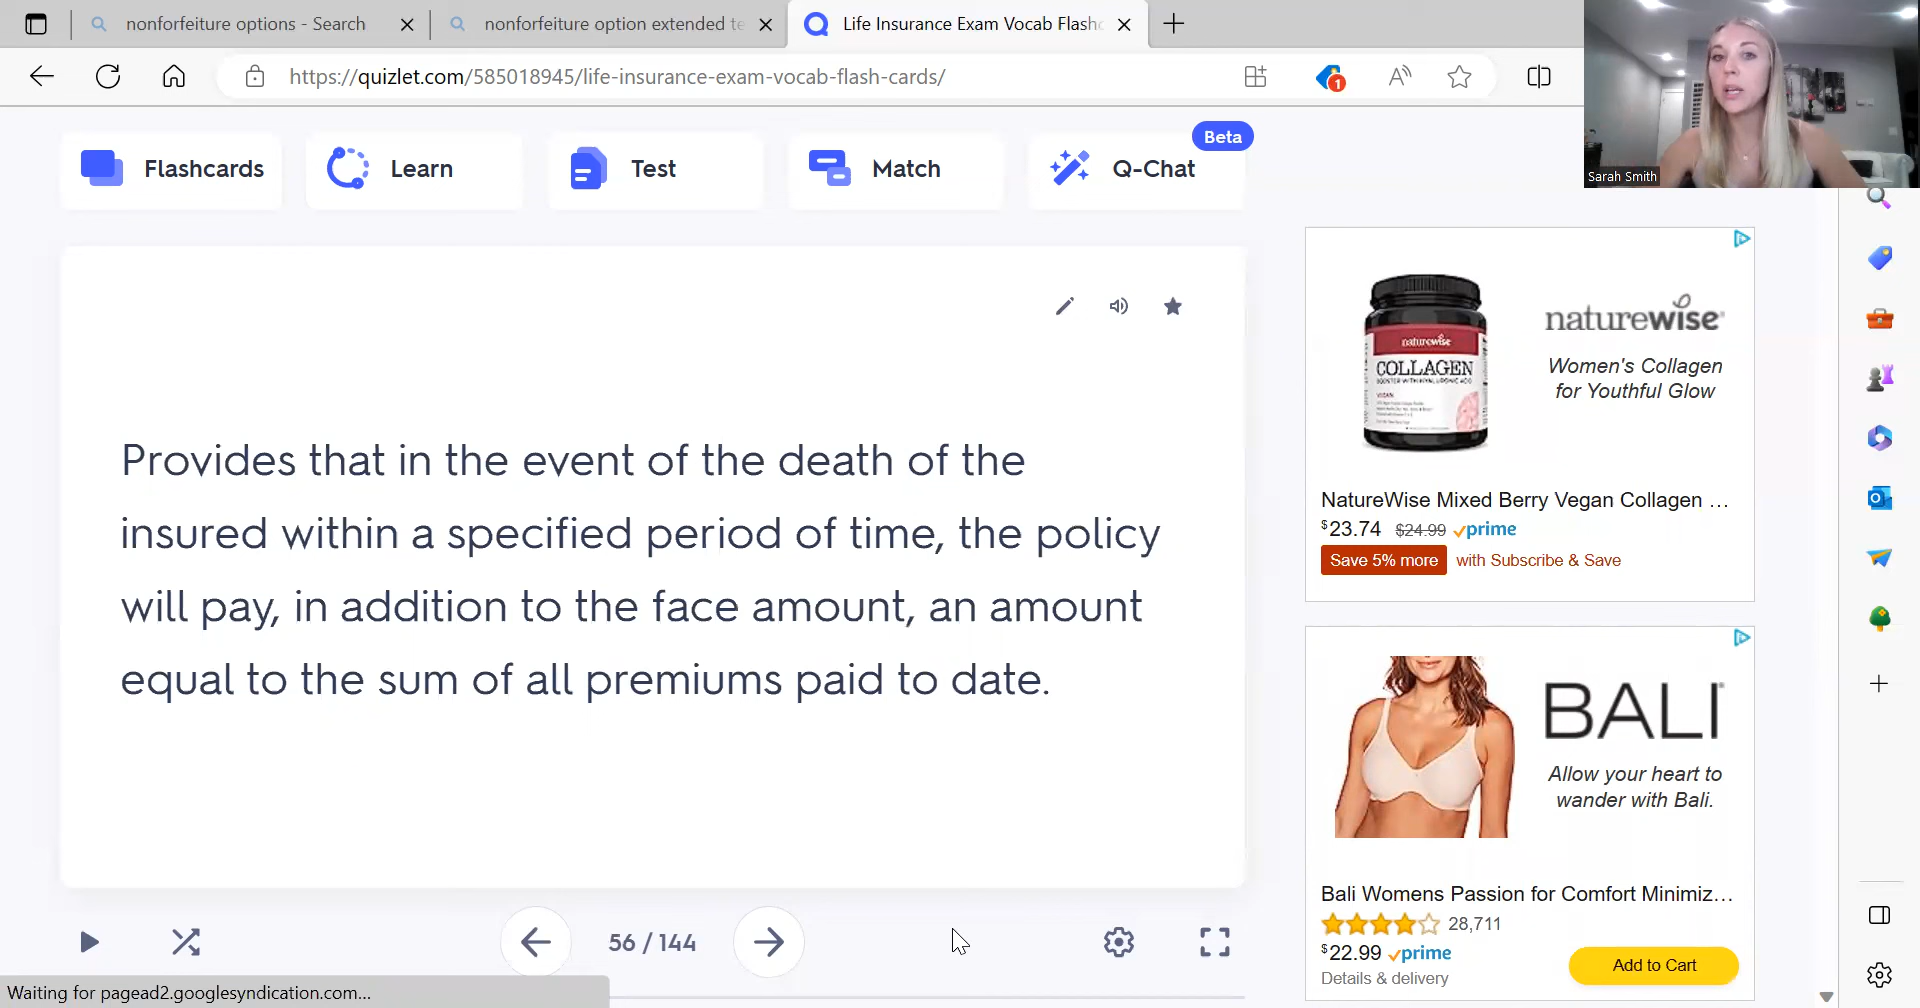 nonforfeiture options - Search
nonforfeiture option extended te
Life Insurance Exam Vocab Flashc
https://quizlet.com/585018945/life-insurance-exam-vocab-flash-cards/
1
Sarah Smith
Flashcards
Learn
Test
Match
Q-Chat
Beta
Provides that in the event of the death of the
insured within a specified period of time, the policy
will pay, in addition to the face amount, an amount
equal to the sum of all premiums paid to date.
56 / 144
Waiting for pagead2.googlesyndication.com...
naturewise
COLLAGEN
VEGAN
naturewise
Women's Collagen
for Youthful Glow
NatureWise Mixed Berry Vegan Collagen ...
$23.74 $24.99 prime
Save 5% more with Subscribe & Save
BALI
Allow your heart to
wander with Bali.
Bali Womens Passion for Comfort Minimiz...
28,711
$22.99 prime
Details & delivery
Add to Cart